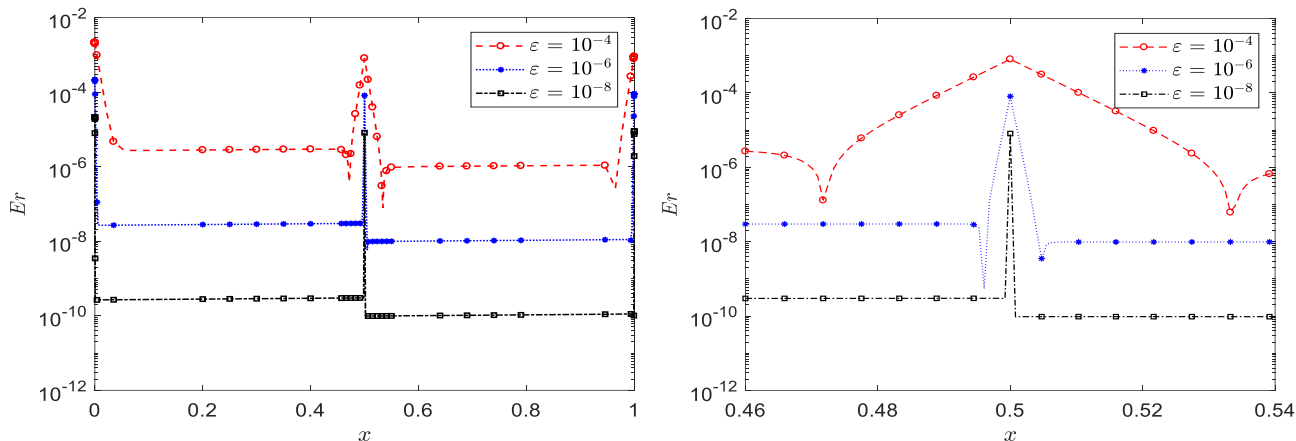 10^{-2}
10^{-4}
10^{-6}
10^{-8}
10^{-10}
10^{-12}
Er
0 0.2 0.4 0.6 0.8 1
x
ε = 10^{-4}
ε = 10^{-6}
ε = 10^{-8}
10^{-2}
10^{-4}
10^{-6}
10^{-8}
10^{-10}
10^{-12}
Er
0.46 0.48 0.5 0.52 0.54
x
ε = 10^{-4}
ε = 10^{-6}
ε = 10^{-8}